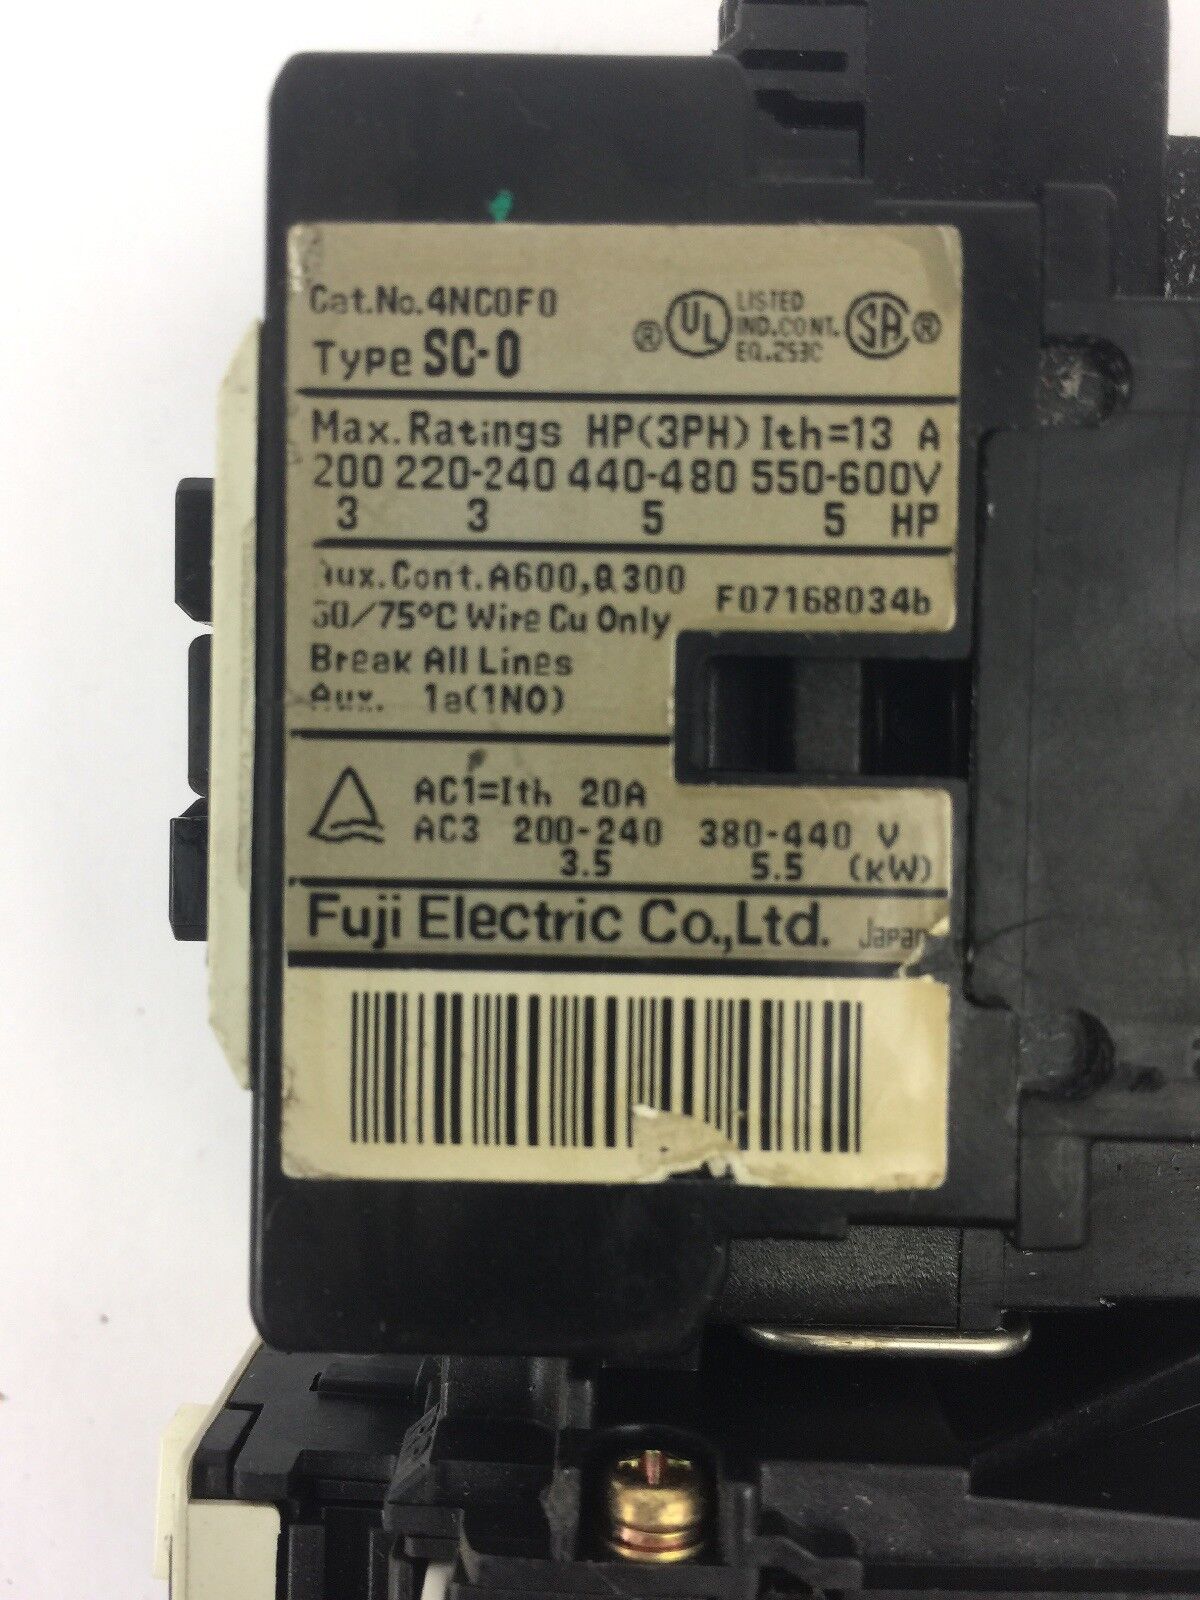 Cat.No.4NC0F0
Type SC-0
® UL LISTED IND.CONT. EQ.253C SA ®
Max.Ratings HP(3PH) Ith=13 A
200 220-240 440-480 550-600V
3 3 5 5 HP
Aux.Cont.A600,Q300
60/75°C Wire Cu Only
F07168034b
Break All Lines
Aux. 1a(1NO)
AC1=Ith 20A
AC3 200-240 380-440 V
3.5 5.5 (kW)
Fuji Electric Co.,Ltd. Japan